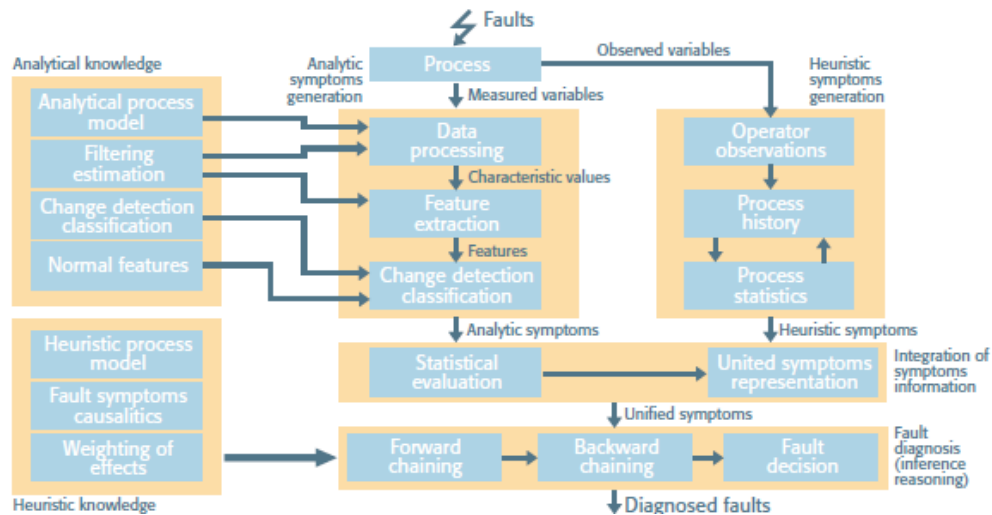 Faults
Analytical knowledge
Analytic
symptoms
generation
Process
Observed variables
Heuristic
symptoms
generation
Measured variables
Analytical process
model
Filtering
estimation
Change detection
classification
Normal features
Data
processing
Characteristic values
Feature
extraction
Features
Change detection
classification
Operator
observations
Process
history
Process
statistics
Analytic symptoms
Heuristic symptoms
Heuristic process
model
Fault symptoms
causalitics
Weighting of
effects
Heuristic knowledge
Statistical
evaluation
United symptoms
representation
Integration of
symptoms
information
Unified symptoms
Forward
chaining
Backward
chaining
Fault
decision
Fault
diagnosis
(inference
reasoning)
Diagnosed faults